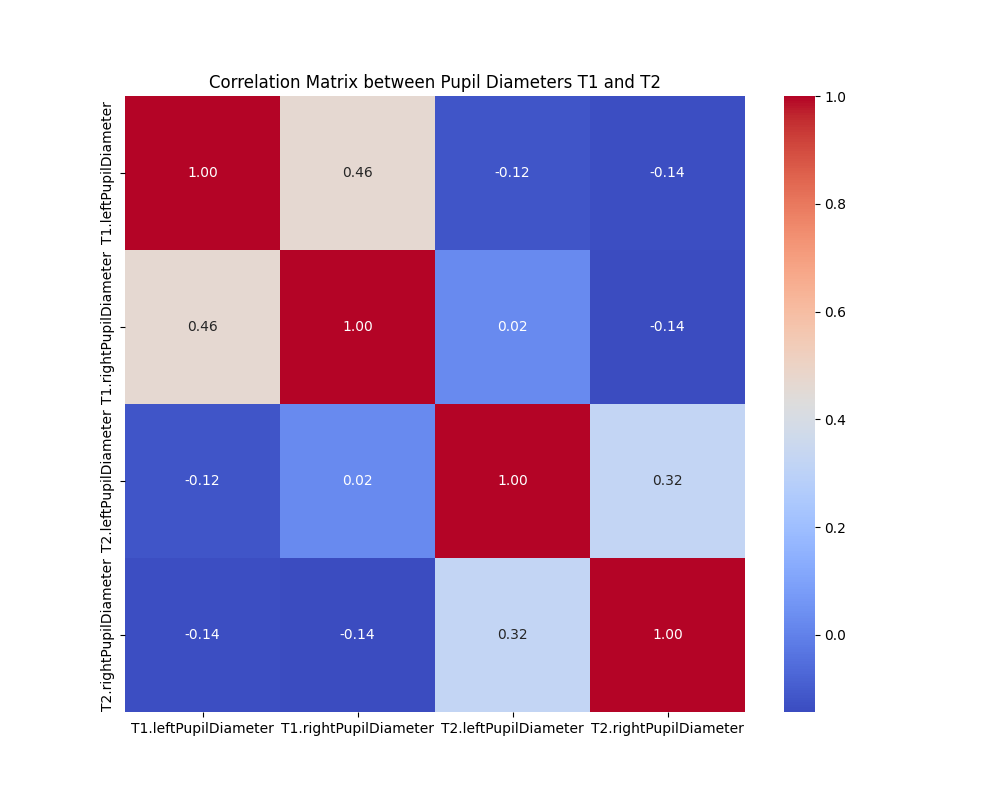 Correlation Matrix between Pupil Diameters T1 and T2
T1.leftPupilDiameter
1.00 0.46 -0.12 -0.14
T1.rightPupilDiameter
0.46 1.00 0.02 -0.14
T2.leftPupilDiameter
-0.12 0.02 1.00 0.32
T2.rightPupilDiameter
-0.14 -0.14 0.32 1.00
T1.leftPupilDiameter T1.rightPupilDiameter T2.leftPupilDiameter T2.rightPupilDiameter
1.0
0.8
0.6
0.4
0.2
0.0